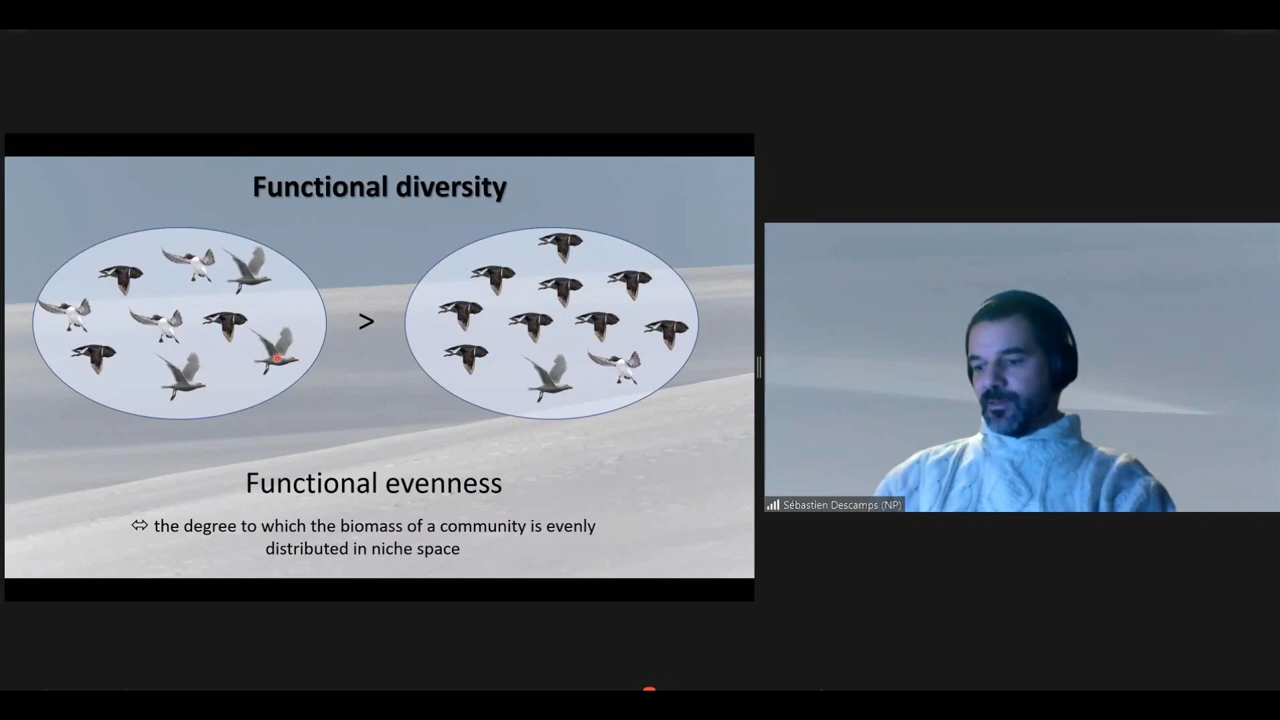 Functional diversity
>
Functional evenness
⇔ the degree to which the biomass of a community is evenly
distributed in niche space
Sébastien Descamps (NP)